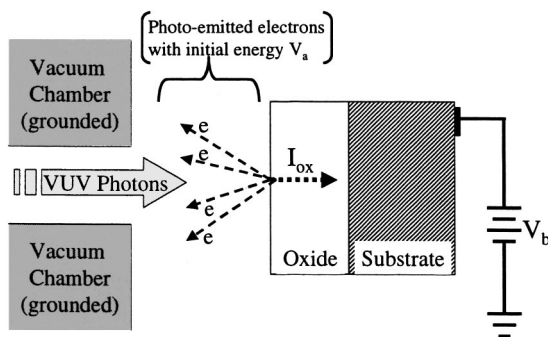 Photo-emitted electrons
with initial energy Va
Vacuum
Chamber
(grounded)
e
e
VUV Photons
Iox
e
e
Vacuum
Chamber
(grounded)
Oxide
Substrate
Vb